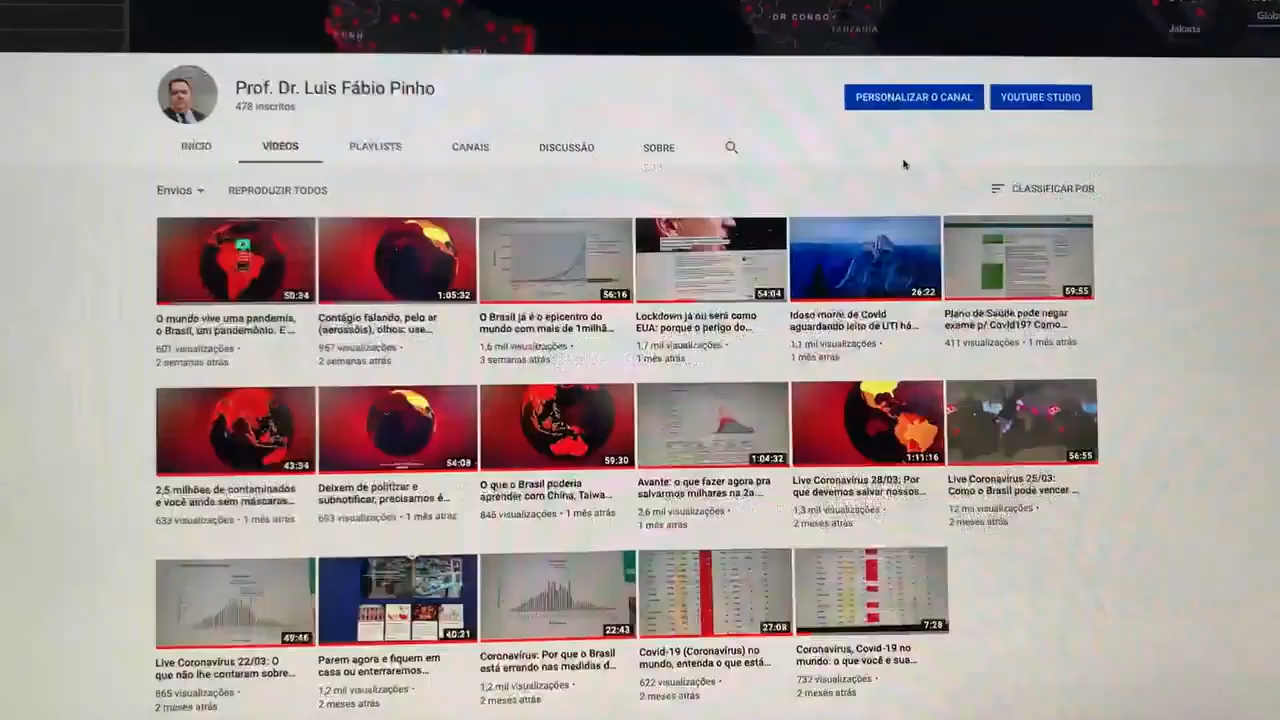 DR CONGO
TANZANIA
Jakarta
Prof. Dr. Luis Fábio Pinho
478 inscritos
PERSONALIZAR O CANAL
YOUTUBE STUDIO
INÍCIO
VÍDEOS
PLAYLISTS
CANAIS
DISCUSSÃO
SOBRE
Envios
REPRODUZIR TODOS
CLASSIFICAR POR
50:34
1:05:32
56:16
54:04
26:22
59:55
O mundo vive uma pandemia,
o Brasil, um pandemônio. E ...
601 visualizações •
2 semanas atrás
Contágio falando, pelo ar
(aerossóis), olhos: use...
967 visualizações •
2 semanas atrás
O Brasil já é o epicentro do
mundo com mais de 1milhã...
1,6 mil visualizações •
3 semanas atrás
Lockdown já ou será como
EUA: porque o perigo do...
1,7 mil visualizações •
1 mês atrás
Idoso morre de Covid
aguardando leito de UTI há...
1,1 mil visualizações •
1 mês atrás
Plano de Saúde pode negar
exame p/ Covid19? Como...
411 visualizações • 1 mês atrás
43:34
54:08
59:30
1:04:32
1:11:16
56:55
2,5 milhões de contaminados
e você ainda sem máscaras...
633 visualizações • 1 mês atrás
Deixem de politizar e
subnotificar, precisamos é...
693 visualizações • 1 mês atrás
O que o Brasil poderia
aprender com China, Taiwa...
846 visualizações • 1 mês atrás
Avante: o que fazer agora pra
salvarmos milhares na 2a...
2,6 mil visualizações •
1 mês atrás
Live Coronavírus 28/03: Por
que devemos salvar nossos...
1,3 mil visualizações •
2 meses atrás
Live Coronavírus 25/03:
Como o Brasil pode vencer ...
12 mil visualizações •
2 meses atrás
49:46
40:21
22:43
27:08
7:28
Live Coronavírus 22/03: O
que não lhe contaram sobre...
865 visualizações •
2 meses atrás
Parem agora e fiquem em
casa ou enterraremos...
1,2 mil visualizações •
2 meses atrás
Coronavírus: Por que o Brasil
está errando nas medidas d...
1,2 mil visualizações •
2 meses atrás
Covid-19 (Coronavírus) no
mundo, entenda o que está...
622 visualizações •
2 meses atrás
Coronavírus, Covid-19 no
mundo: o que você e sua...
732 visualizações •
2 meses atrás